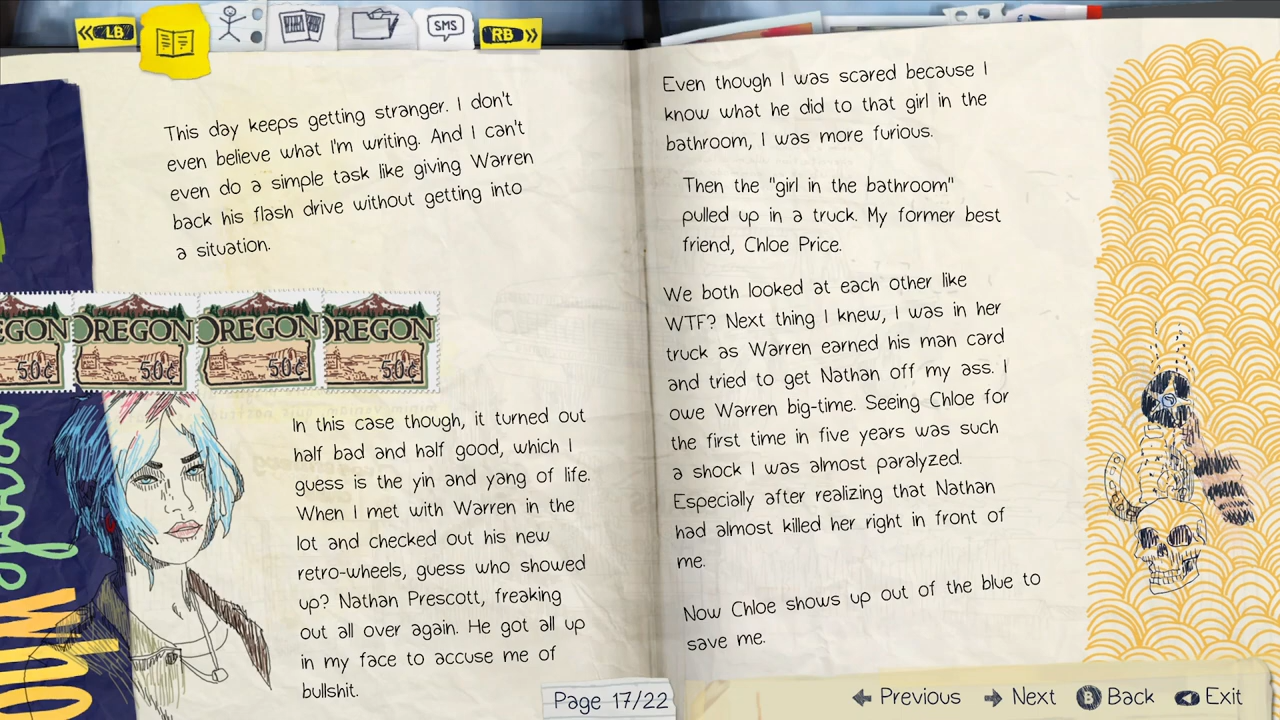 LB
SMS
RB
This day keeps getting stranger. I don't
even believe what I'm writing. And I can't
even do a simple task like giving Warren
back his flash drive without getting into
a situation.
EGON
OREGON
OREGON
OREGON
50¢
50¢
50¢
50¢
In this case though, it turned out
half bad and half good, which I
guess is the yin and yang of life.
When I met with Warren in the
lot and checked out his new
retro-wheels, guess who showed
up? Nathan Prescott, freaking
out all over again. He got all up
in my face to accuse me of
bullshit.
Who
Even though I was scared because I
know what he did to that girl in the
bathroom, I was more furious.
Then the "girl in the bathroom"
pulled up in a truck. My former best
friend, Chloe Price.
We both looked at each other like
WTF? Next thing I knew, I was in her
truck as Warren earned his man card
and tried to get Nathan off my ass. I
owe Warren big-time. Seeing Chloe for
the first time in five years was such
a shock I was almost paralyzed.
Especially after realizing that Nathan
had almost killed her right in front of
me.
Now Chloe shows up out of the blue to
save me.
Page 17/22
Previous
Next
B Back
Exit